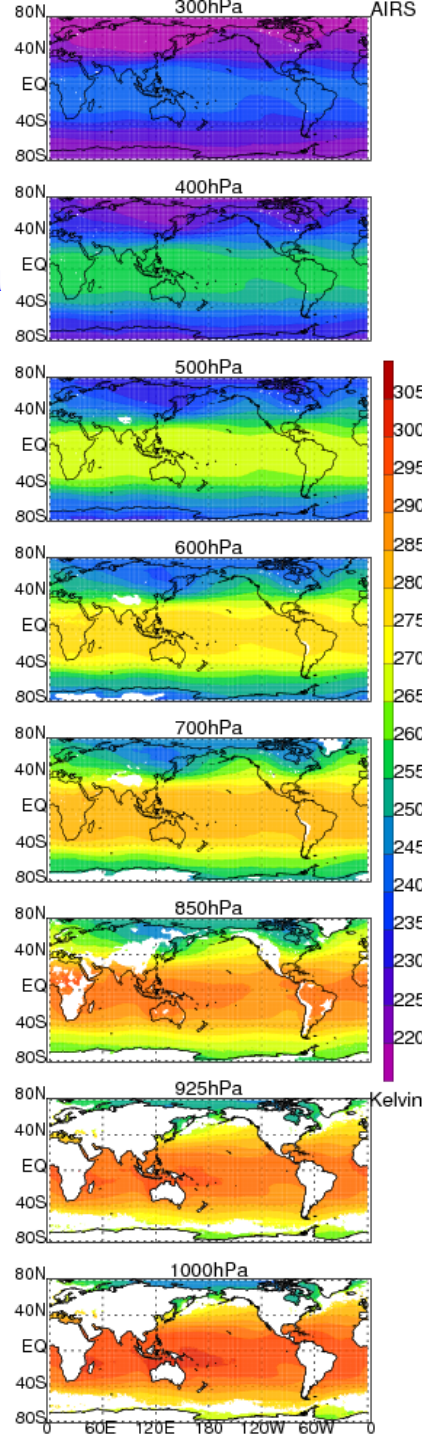 300hPa AIRS
80N
40N
EQ
40S
80S
400hPa
80N
40N
EQ
40S
80S
500hPa
80N
40N
EQ
40S
80S
600hPa
80N
40N
EQ
40S
80S
700hPa
80N
40N
EQ
40S
80S
850hPa
80N
40N
EQ
40S
80S
925hPa
80N
40N
EQ
40S
80S
1000hPa
80N
40N
EQ
40S
80S
0 60E 120E 180 120W 60W 0
305
300
295
290
285
280
275
270
265
260
255
250
245
240
235
230
225
220
Kelvin